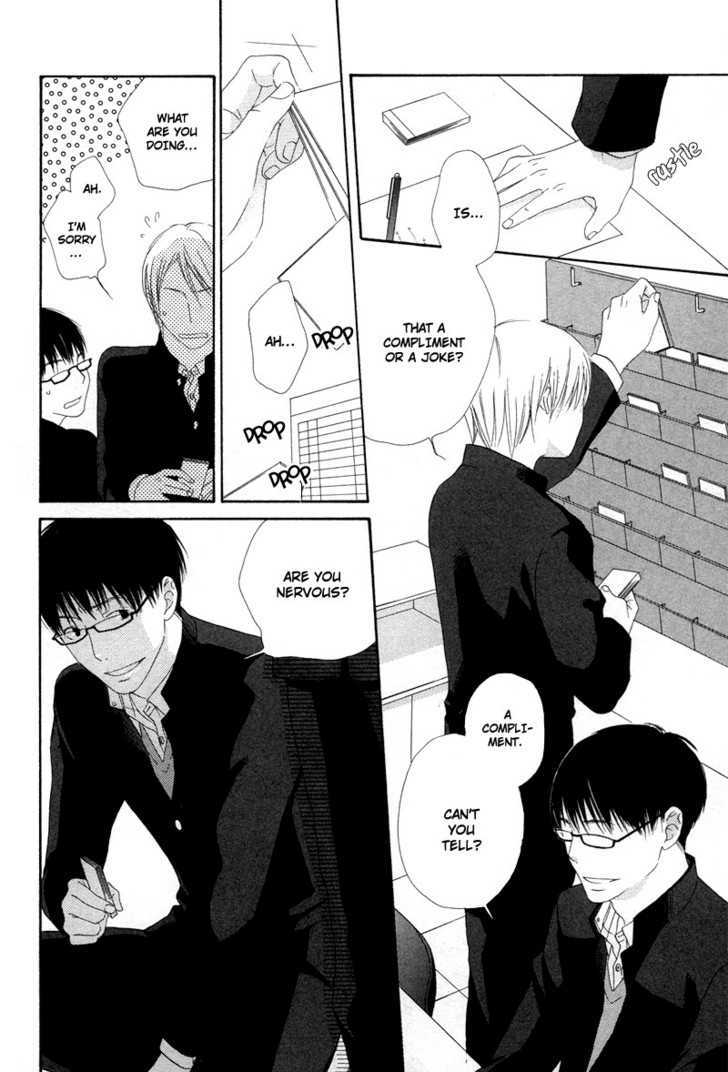 rustle
IS...
THAT A
COMPLIMENT
OR A JOKE?
A
COMPLI-
MENT.
CAN'T
YOU
TELL?
AH...
DROP
DROP
DROP
WHAT
ARE YOU
DOING...
AH.
I'M
SORRY
...
ARE YOU
NERVOUS?